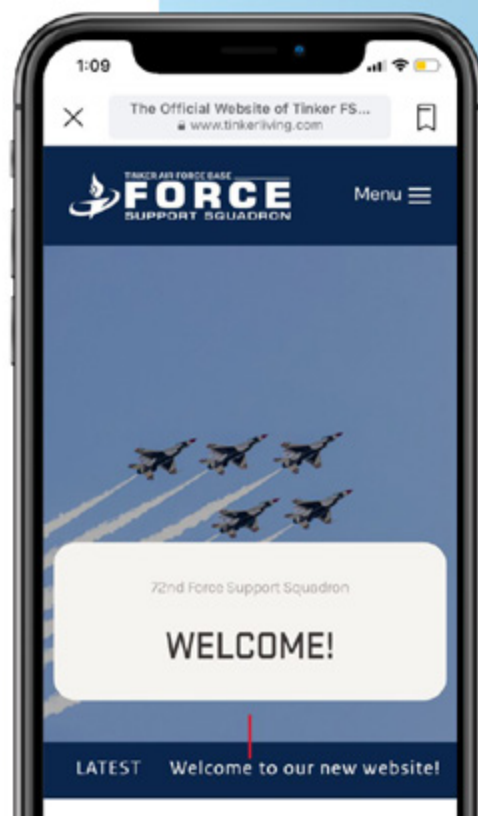 1:09
The Official Website of Tinker FS...
www.tinkerliving.com
TINKER AIR FORCE BASE
FORCE
SUPPORT SQUADRON
Menu
72nd Force Support Squadron
WELCOME!
LATEST Welcome to our new website!